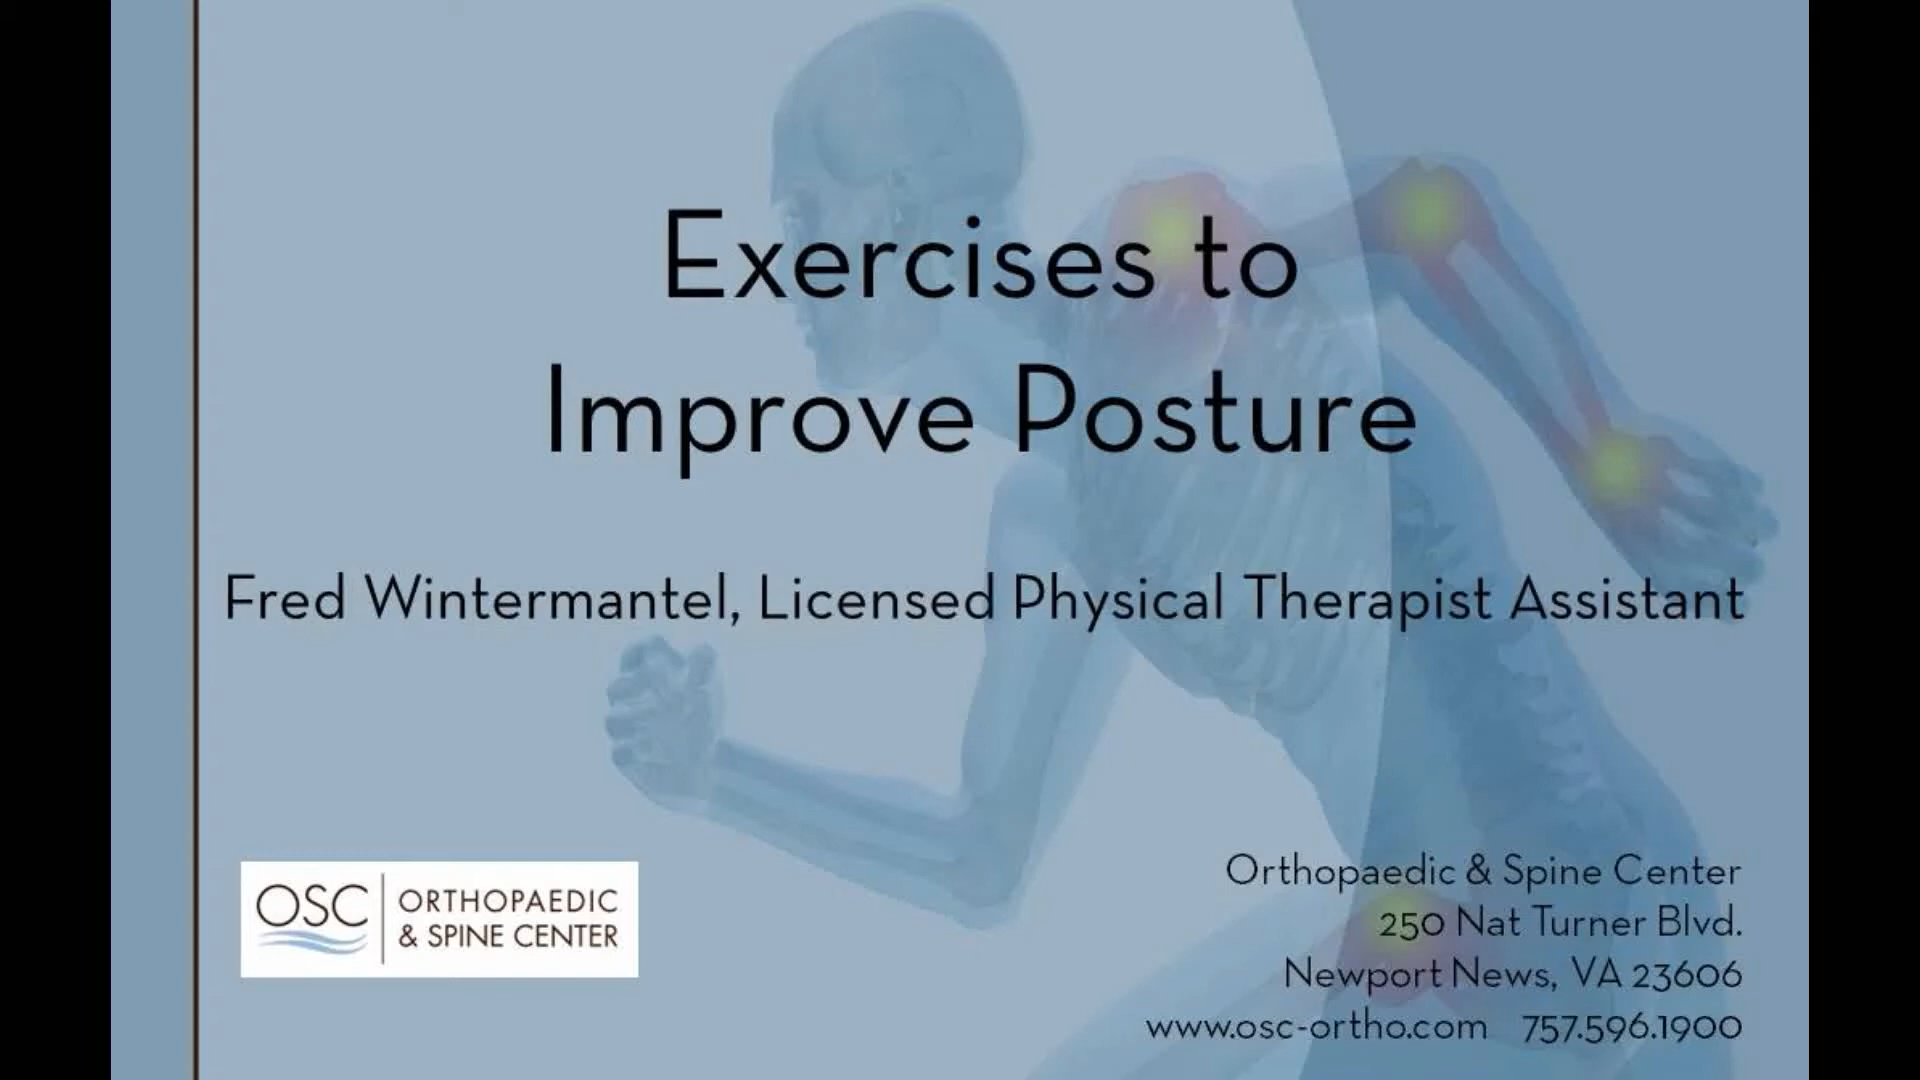 Exercises to
Improve Posture
Fred Wintermantel, Licensed Physical Therapist Assistant
OSC
ORTHOPAEDIC
& SPINE CENTER
Orthopaedic & Spine Center
250 Nat Turner Blvd.
Newport News, VA 23606
www.osc-ortho.com 757.596.1900